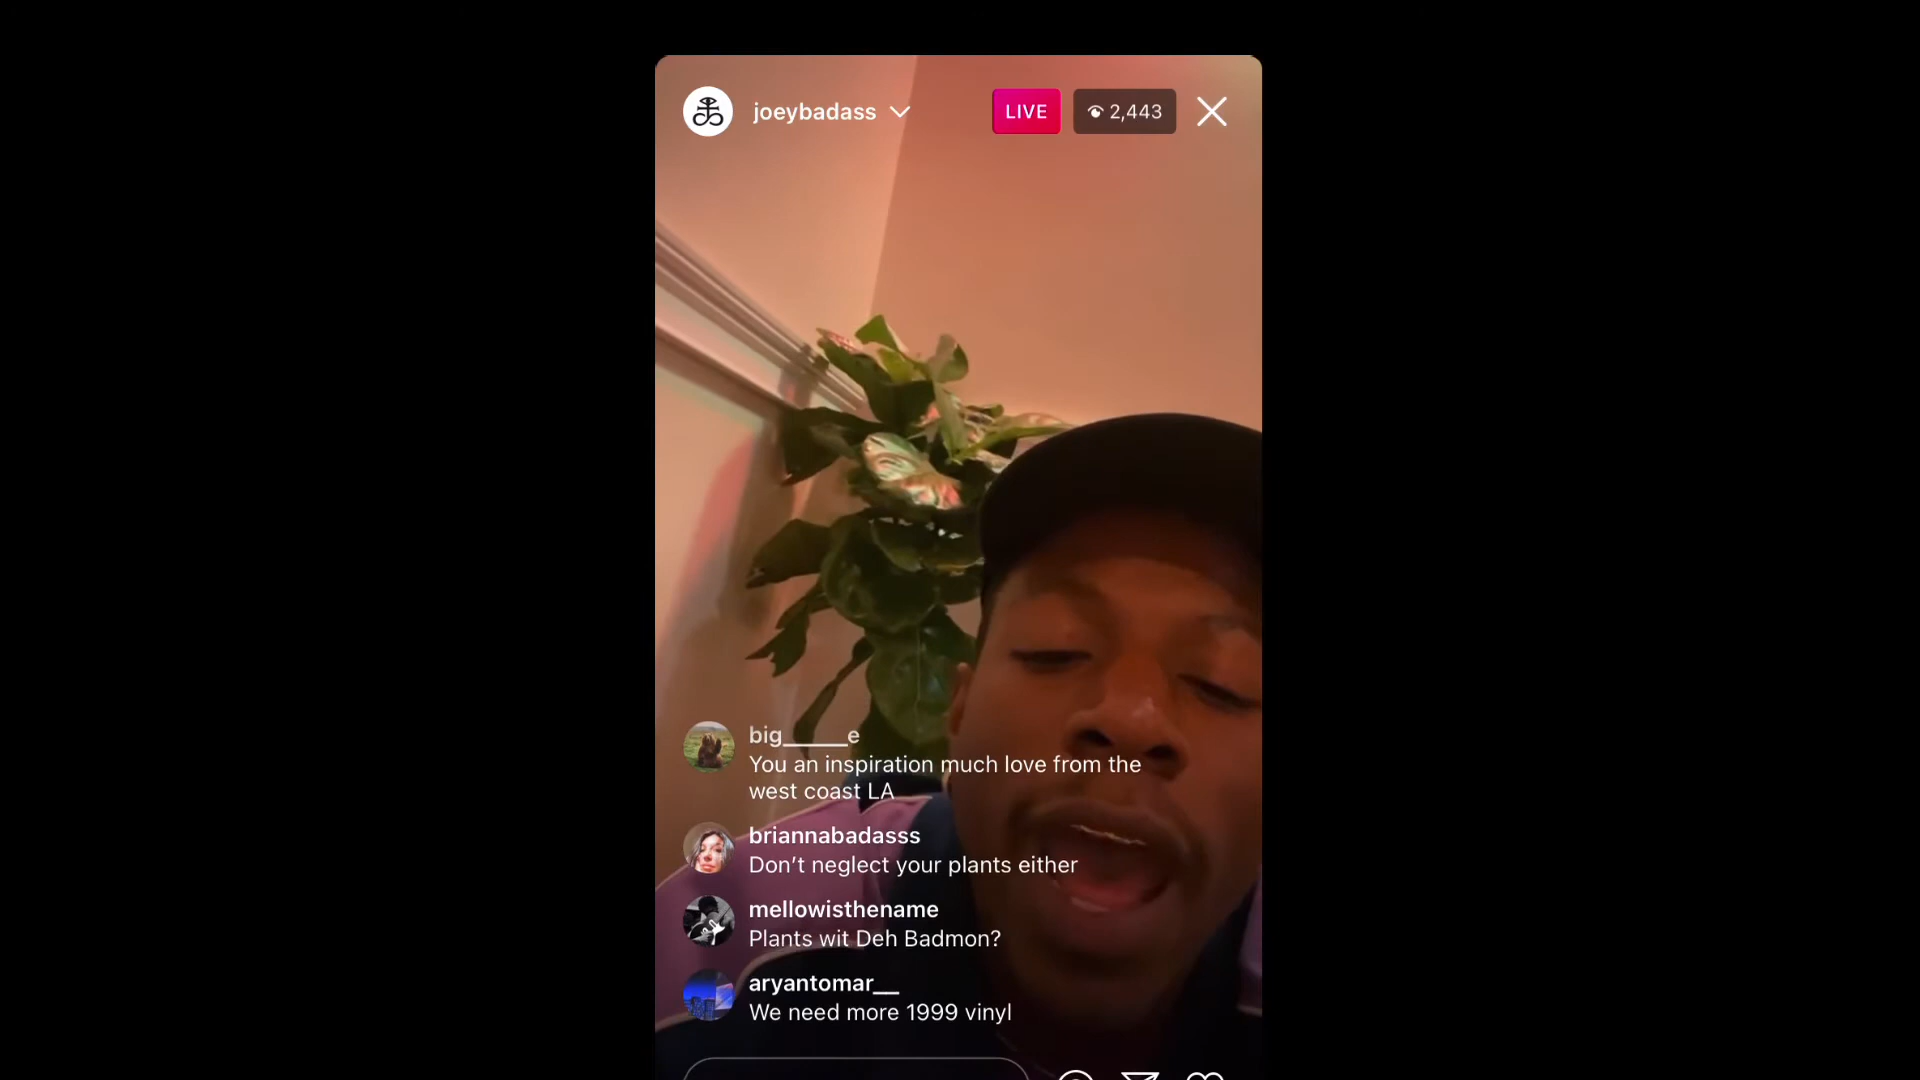 joeybadass
LIVE
2,443
big______e
You an inspiration much love from the
west coast LA
briannabadasss
Don’t neglect your plants either
mellowisthename
Plants wit Deh Badmon?
aryantomar__
We need more 1999 vinyl